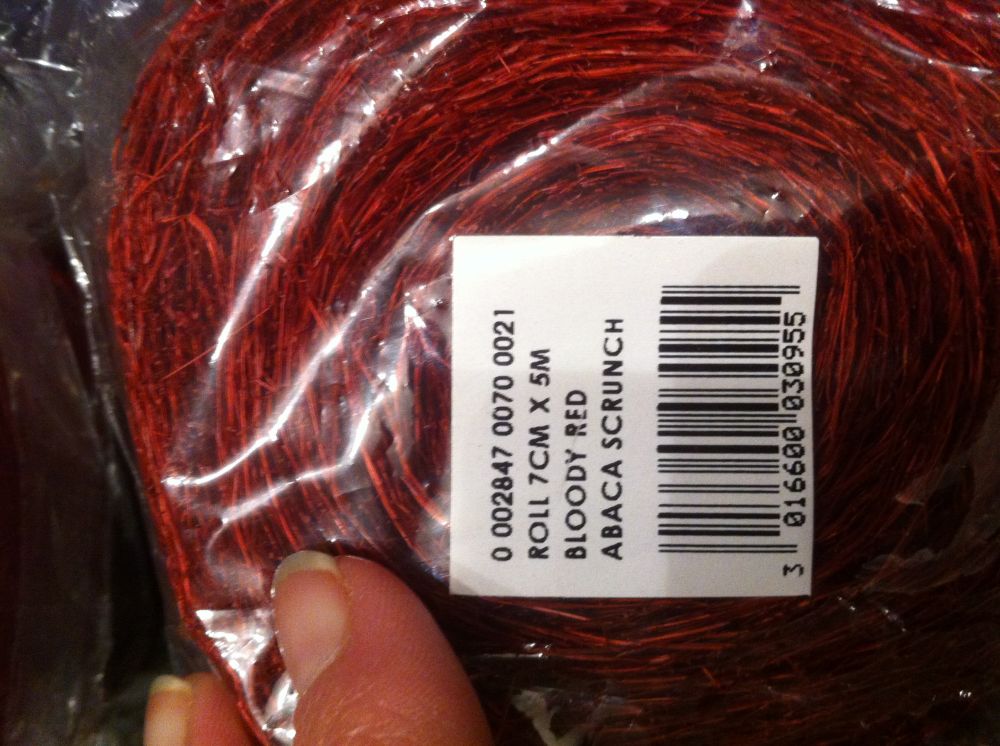 0 002847 0070 0021
ROLL 7CM X 5M
BLOODY RED
ABACA SCRUNCH
3 016600 030955